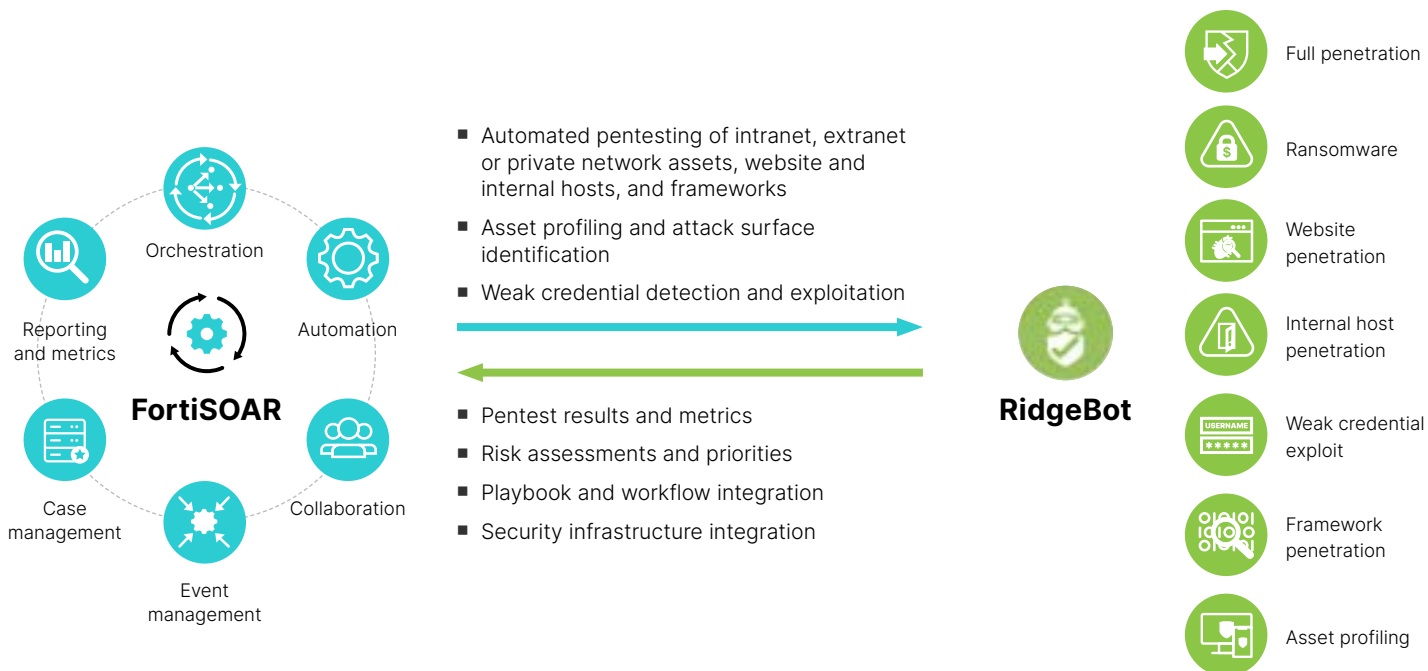 Orchestration
Reporting
and metrics
Automation
FortiSOAR
Case
management
Collaboration
Event
management
■ Automated pentesting of intranet, extranet
or private network assets, website and
internal hosts, and frameworks
■ Asset profiling and attack surface
identification
■ Weak credential detection and exploitation
■ Pentest results and metrics
■ Risk assessments and priorities
■ Playbook and workflow integration
■ Security infrastructure integration
RidgeBot
Full penetration
$
Ransomware
Website
penetration
Internal host
penetration
USERNAME
*****
Weak credential
exploit
Framework
penetration
Asset profiling